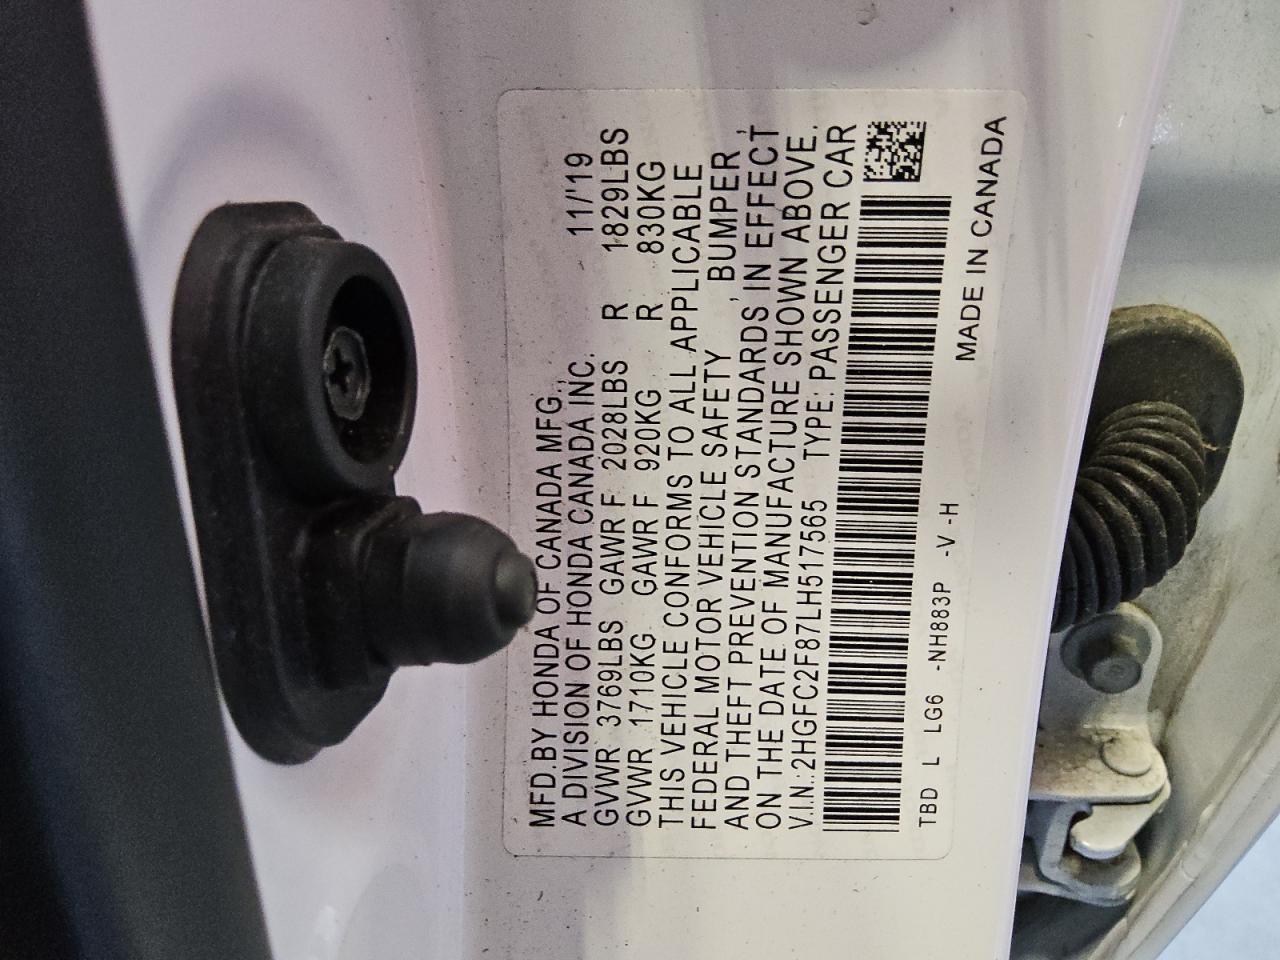 MFD.BY HONDA OF CANADA MFG.,
A DIVISION OF HONDA CANADA INC. 11/'19
GVWR 3769LBS GAWR F 2028LBS R 1829LBS
GVWR 1710KG GAWR F 920KG R 830KG
THIS VEHICLE CONFORMS TO ALL APPLICABLE
FEDERAL MOTOR VEHICLE SAFETY , BUMPER,
AND THEFT PREVENTION STANDARDS IN EFFECT
ON THE DATE OF MANUFACTURE SHOWN ABOVE.
V.I.N.:2HGFC2F87LH517565 TYPE: PASSENGER CAR
TBD L LG6 -NH883P -V -H
MADE IN CANADA